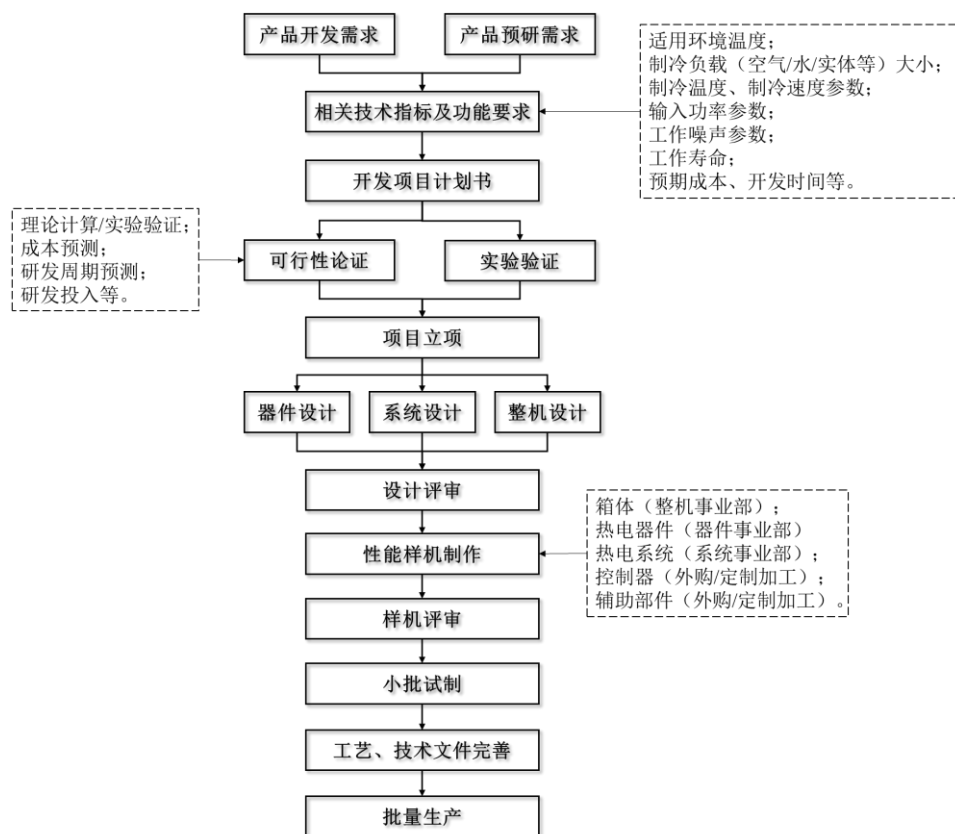 产品开发需求
产品预研需求
适用环境温度；
制冷负载（空气/水/实体等）大小；
制冷温度、制冷速度参数；
输入功率参数；
工作噪声参数；
工作寿命；
预期成本、开发时间等。
相关技术指标及功能要求
开发项目计划书
理论计算/实验验证；
成本预测；
研发周期预测；
研发投入等。
可行性论证
实验验证
项目立项
器件设计
系统设计
整机设计
设计评审
箱体（整机事业部）；
热电器件（器件事业部）
热电系统（系统事业部）；
控制器（外购/定制加工）；
辅助部件（外购/定制加工）。
性能样机制作
样机评审
小批试制
工艺、技术文件完善
批量生产